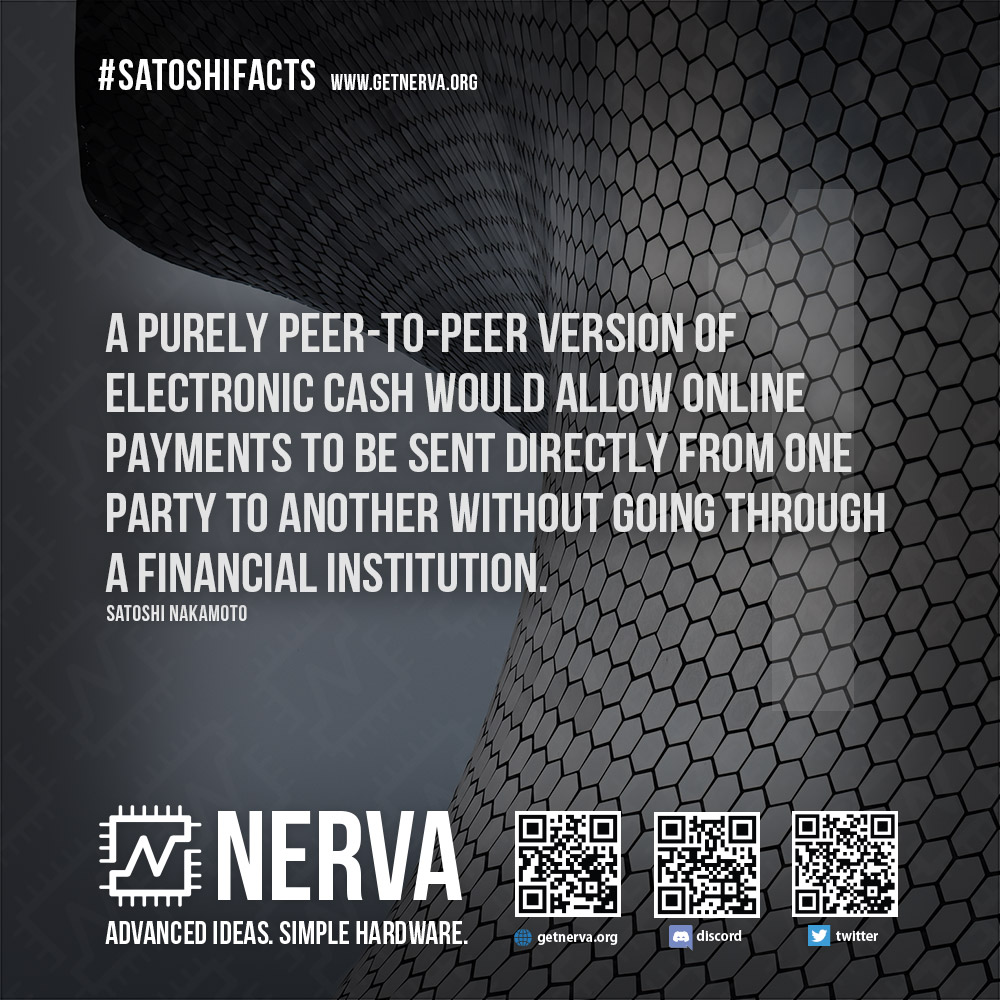 #SATOSHIFACTS WWW.GETNERVA.ORG
1
A PURELY PEER-TO-PEER VERSION OF
ELECTRONIC CASH WOULD ALLOW ONLINE
PAYMENTS TO BE SENT DIRECTLY FROM ONE
PARTY TO ANOTHER WITHOUT GOING THROUGH
A FINANCIAL INSTITUTION.
SATOSHI NAKAMOTO
NERVA
ADVANCED IDEAS. SIMPLE HARDWARE.
getnerva.org discord twitter